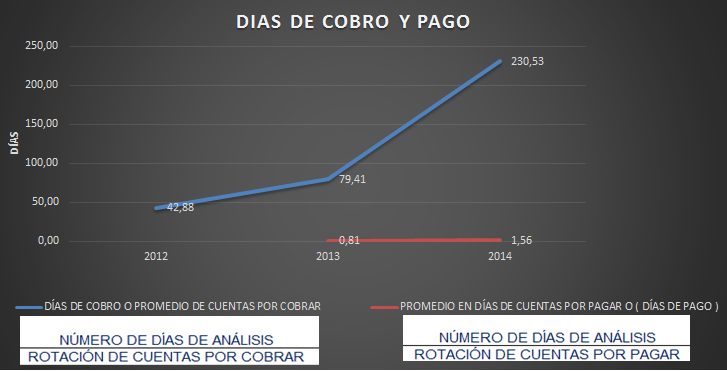 DIAS DE COBRO Y PAGO
250,00
200,00
150,00
100,00
50,00
0,00
DÍAS
230,53
79,41
42,88
0,81
1,56
2012 2013 2014
DÍAS DE COBRO O PROMEDIO DE CUENTAS POR COBRAR
PROMEDIO EN DÍAS DE CUENTAS POR PAGAR O ( DÍAS DE PAGO )
NÚMERO DE DÍAS DE ANÁLISIS
ROTACIÓN DE CUENTAS POR COBRAR
NÚMERO DE DÍAS DE ANÁLISIS
ROTACIÓN DE CUENTAS POR PAGAR